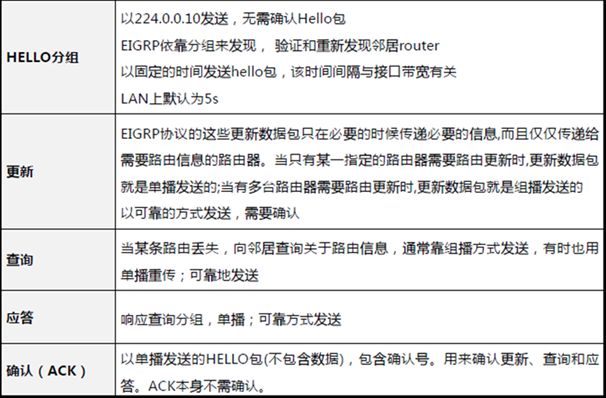 HELLO分组
以224.0.0.10发送，无需确认Hello包
EIGRP依靠分组来发现， 验证和重新发现邻居router
以固定的时间发送hello包，该时间间隔与接口带宽有关
LAN上默认为5s
更新
EIGRP协议的这些更新数据包只在必要的时候传递必要的信息,而且仅仅传递给
需要路由信息的路由器。当只有某一指定的路由器需要路由更新时,更新数据包
就是单播发送的;当有多台路由器需要路由更新时,更新数据包就是组播发送的
以可靠的方式发送，需要确认
查询
当某条路由丢失，向邻居查询关于路由信息，通常靠组播方式发送，有时也用
单播重传；可靠地发送
应答
响应查询分组，单播；可靠方式发送
确认（ACK）
以单播发送的HELLO包(不包含数据)，包含确认号。用来确认更新、查询和应
答。ACK本身不需确认。